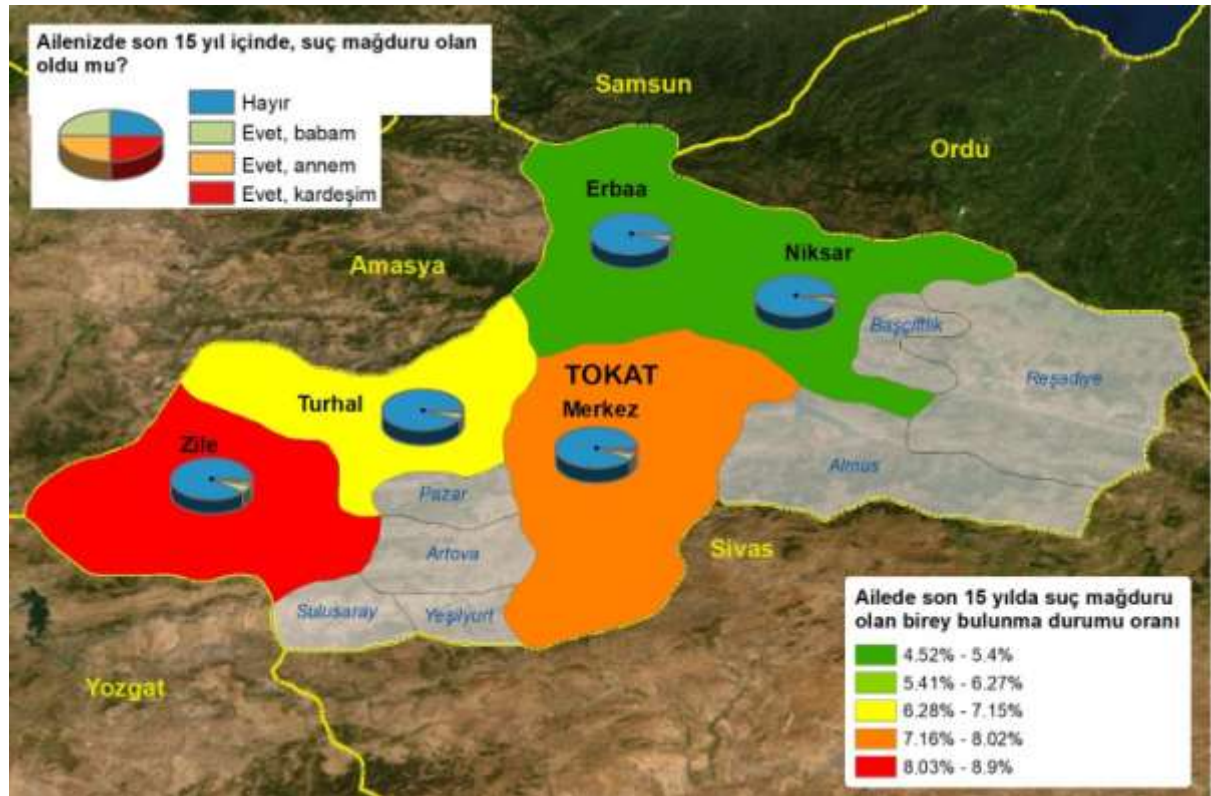 Ailenizde son 15 yıl içinde, suç mağduru olan
oldu mu?
Hayır
Evet, babam
Evet, annem
Evet, kardeşim
Samsun
Ordu
Erbaa
Niksar
Amasya
Başçiftlik
Reşadiye
TOKAT
Merkez
Turhal
Zile
Almus
Pazar
Artova
Sivas
Sulusaray
Yeşilyurt
Yozgat
Ailede son 15 yılda suç mağduru
olan birey bulunma durumu oranı
4.52% - 5.4%
5.41% - 6.27%
6.28% - 7.15%
7.16% - 8.02%
8.03% - 8.9%